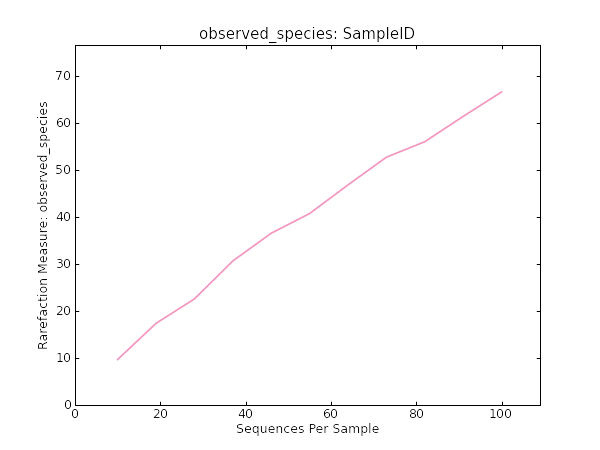 observed_species: SampleID
Rarefaction Measure: observed_species
70
60
50
40
30
20
10
0
0 20 40 60 80 100
Sequences Per Sample